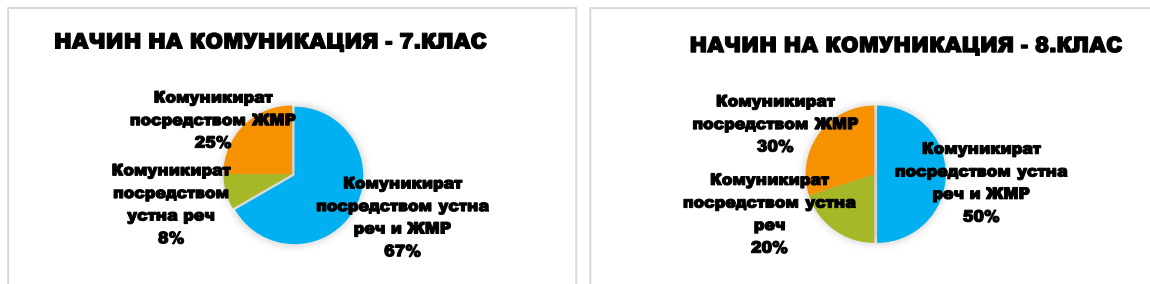 НАЧИН НА КОМУНИКАЦИЯ - 7.КЛАС
Комуникират
посредством ЖМР
25%
Комуникират
посредством
устна реч
8%
Комуникират
посредством устна
реч и ЖМР
67%
НАЧИН НА КОМУНИКАЦИЯ - 8.КЛАС
Комуникират
посредством ЖМР
30%
Комуникират
посредством устна
реч
20%
Комуникират
посредством устна
реч и ЖМР
50%